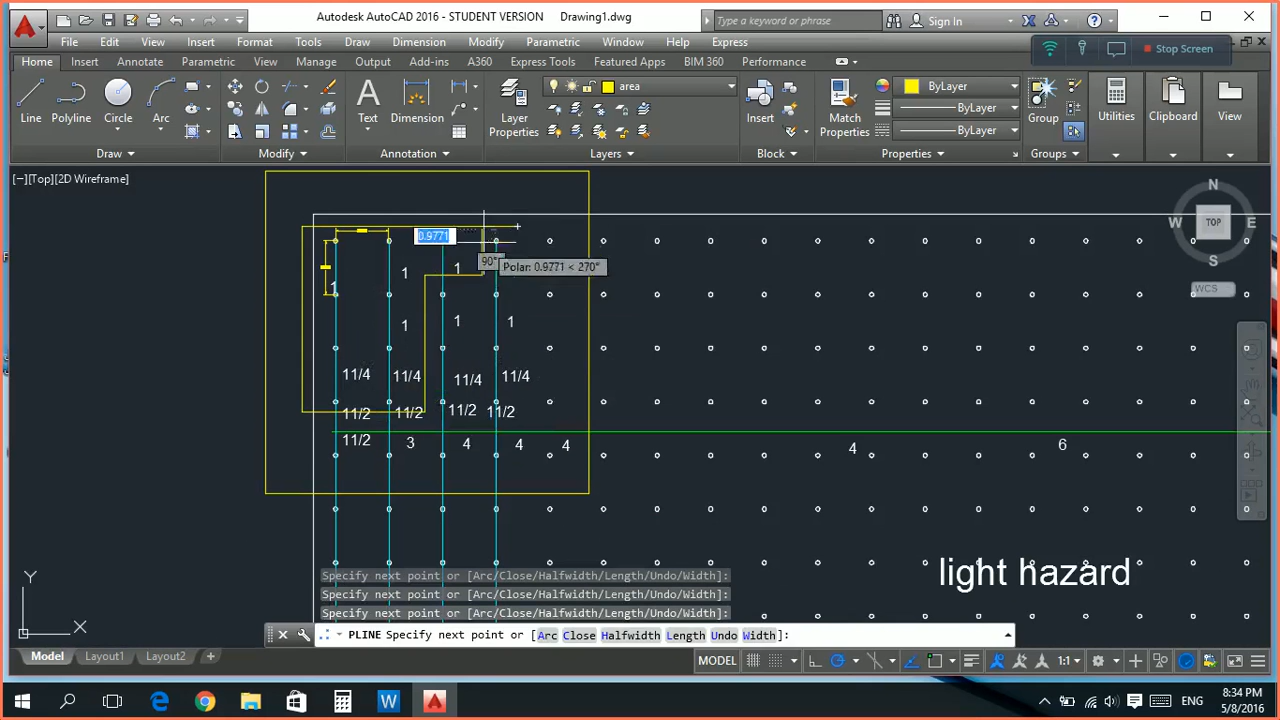 Autodesk AutoCAD 2016 - STUDENT VERSION Drawing1.dwg
Type a keyword or phrase
Sign In
File Edit View Insert Format Tools Draw Dimension Modify Parametric Window Help Express
Stop Screen
Home Insert Annotate Parametric View Manage Output Add-ins A360 Express Tools Featured Apps BIM 360 Performance
area
ByLayer
ByLayer
ByLayer
Line Polyline Circle Arc
Text Dimension
Layer
Properties
Insert
Match
Properties
Group
Utilities
Clipboard
View
Draw Modify Annotation Layers Block Properties Groups
[−][Top][2D Wireframe]
N
W TOP E
S
WCS
0.9771
90°
Polar: 0.9771 < 270°
1 1
1
1 1 1
11/4 11/4 11/4 11/4
11/2 11/2 11/2 11/2
11/2 3 4 4 4 4 6
light hazard
Y
X
Specify next point or [Arc/Close/Halfwidth/Length/Undo/Width]:
Specify next point or [Arc/Close/Halfwidth/Length/Undo/Width]:
Specify next point or [Arc/Close/Halfwidth/Length/Undo/Width]:
PLINE Specify next point or [Arc Close Halfwidth Length Undo Width]:
Model Layout1 Layout2 +
MODEL
1:1
ENG
8:34 PM
5/8/2016